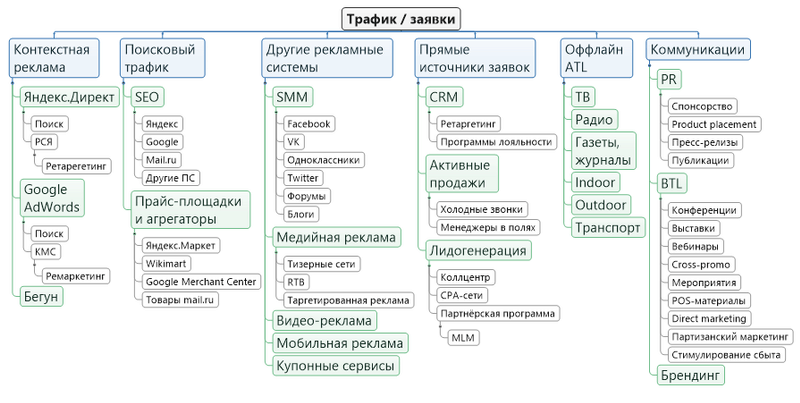 Трафик / заявки
Контекстная
реклама
Яндекс.Директ
Поиск
РСЯ
Ретарегетинг
Google
AdWords
Поиск
КМС
Ремаркетинг
Бегун
Поисковый
трафик
SEO
Яндекс
Google
Mail.ru
Другие ПС
Прайс-площадки
и агрегаторы
Яндекс.Маркет
Wikimart
Google Merchant Center
Товары mail.ru
Другие рекламные
системы
SMM
Facebook
VK
Одноклассники
Twitter
Форумы
Блоги
Медийная реклама
Тизерные сети
RTB
Таргетированная реклама
Видео-реклама
Мобильная реклама
Купонные сервисы
Прямые
источники заявок
CRM
Ретаргетинг
Программы лояльности
Активные
продажи
Холодные звонки
Менеджеры в полях
Лидогенерация
Коллцентр
CPA-сети
Партнёрская программа
MLM
Оффлайн
ATL
ТВ
Радио
Газеты,
журналы
Indoor
Outdoor
Транспорт
Коммуникации
PR
Спонсорство
Product placement
Пресс-релизы
Публикации
BTL
Конференции
Выставки
Вебинары
Cross-promo
Мероприятия
POS-материалы
Direct marketing
Партизанский маркетинг
Стимулирование сбыта
Брендинг